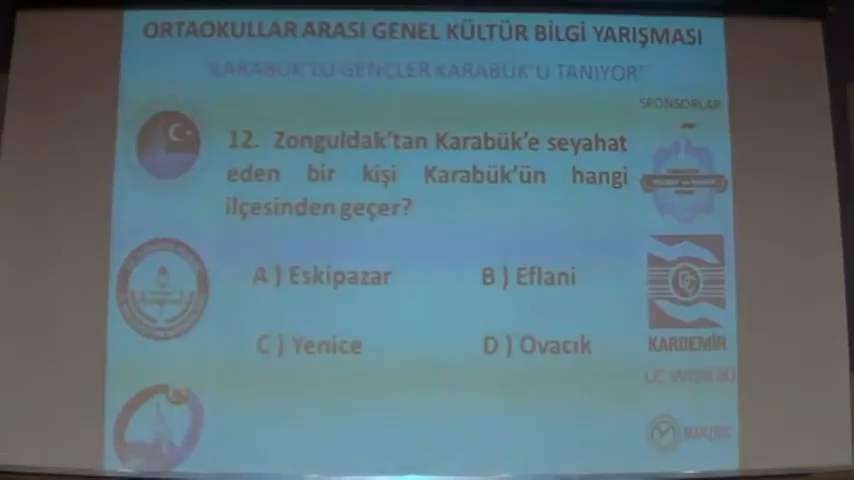 ORTAOKULLAR ARASI GENEL KÜLTÜR BİLGİ YARIŞMASI
"KARABÜK'LÜ GENÇLER KARABÜK'Ü TANIYOR"
SPONSORLAR
12. Zonguldak'tan Karabük'e seyahat
eden bir kişi Karabük'ün hangi
ilçesinden geçer?
A ) Eskipazar
B ) Eflani
C ) Yenice
D ) Ovacık
KARDEMİR